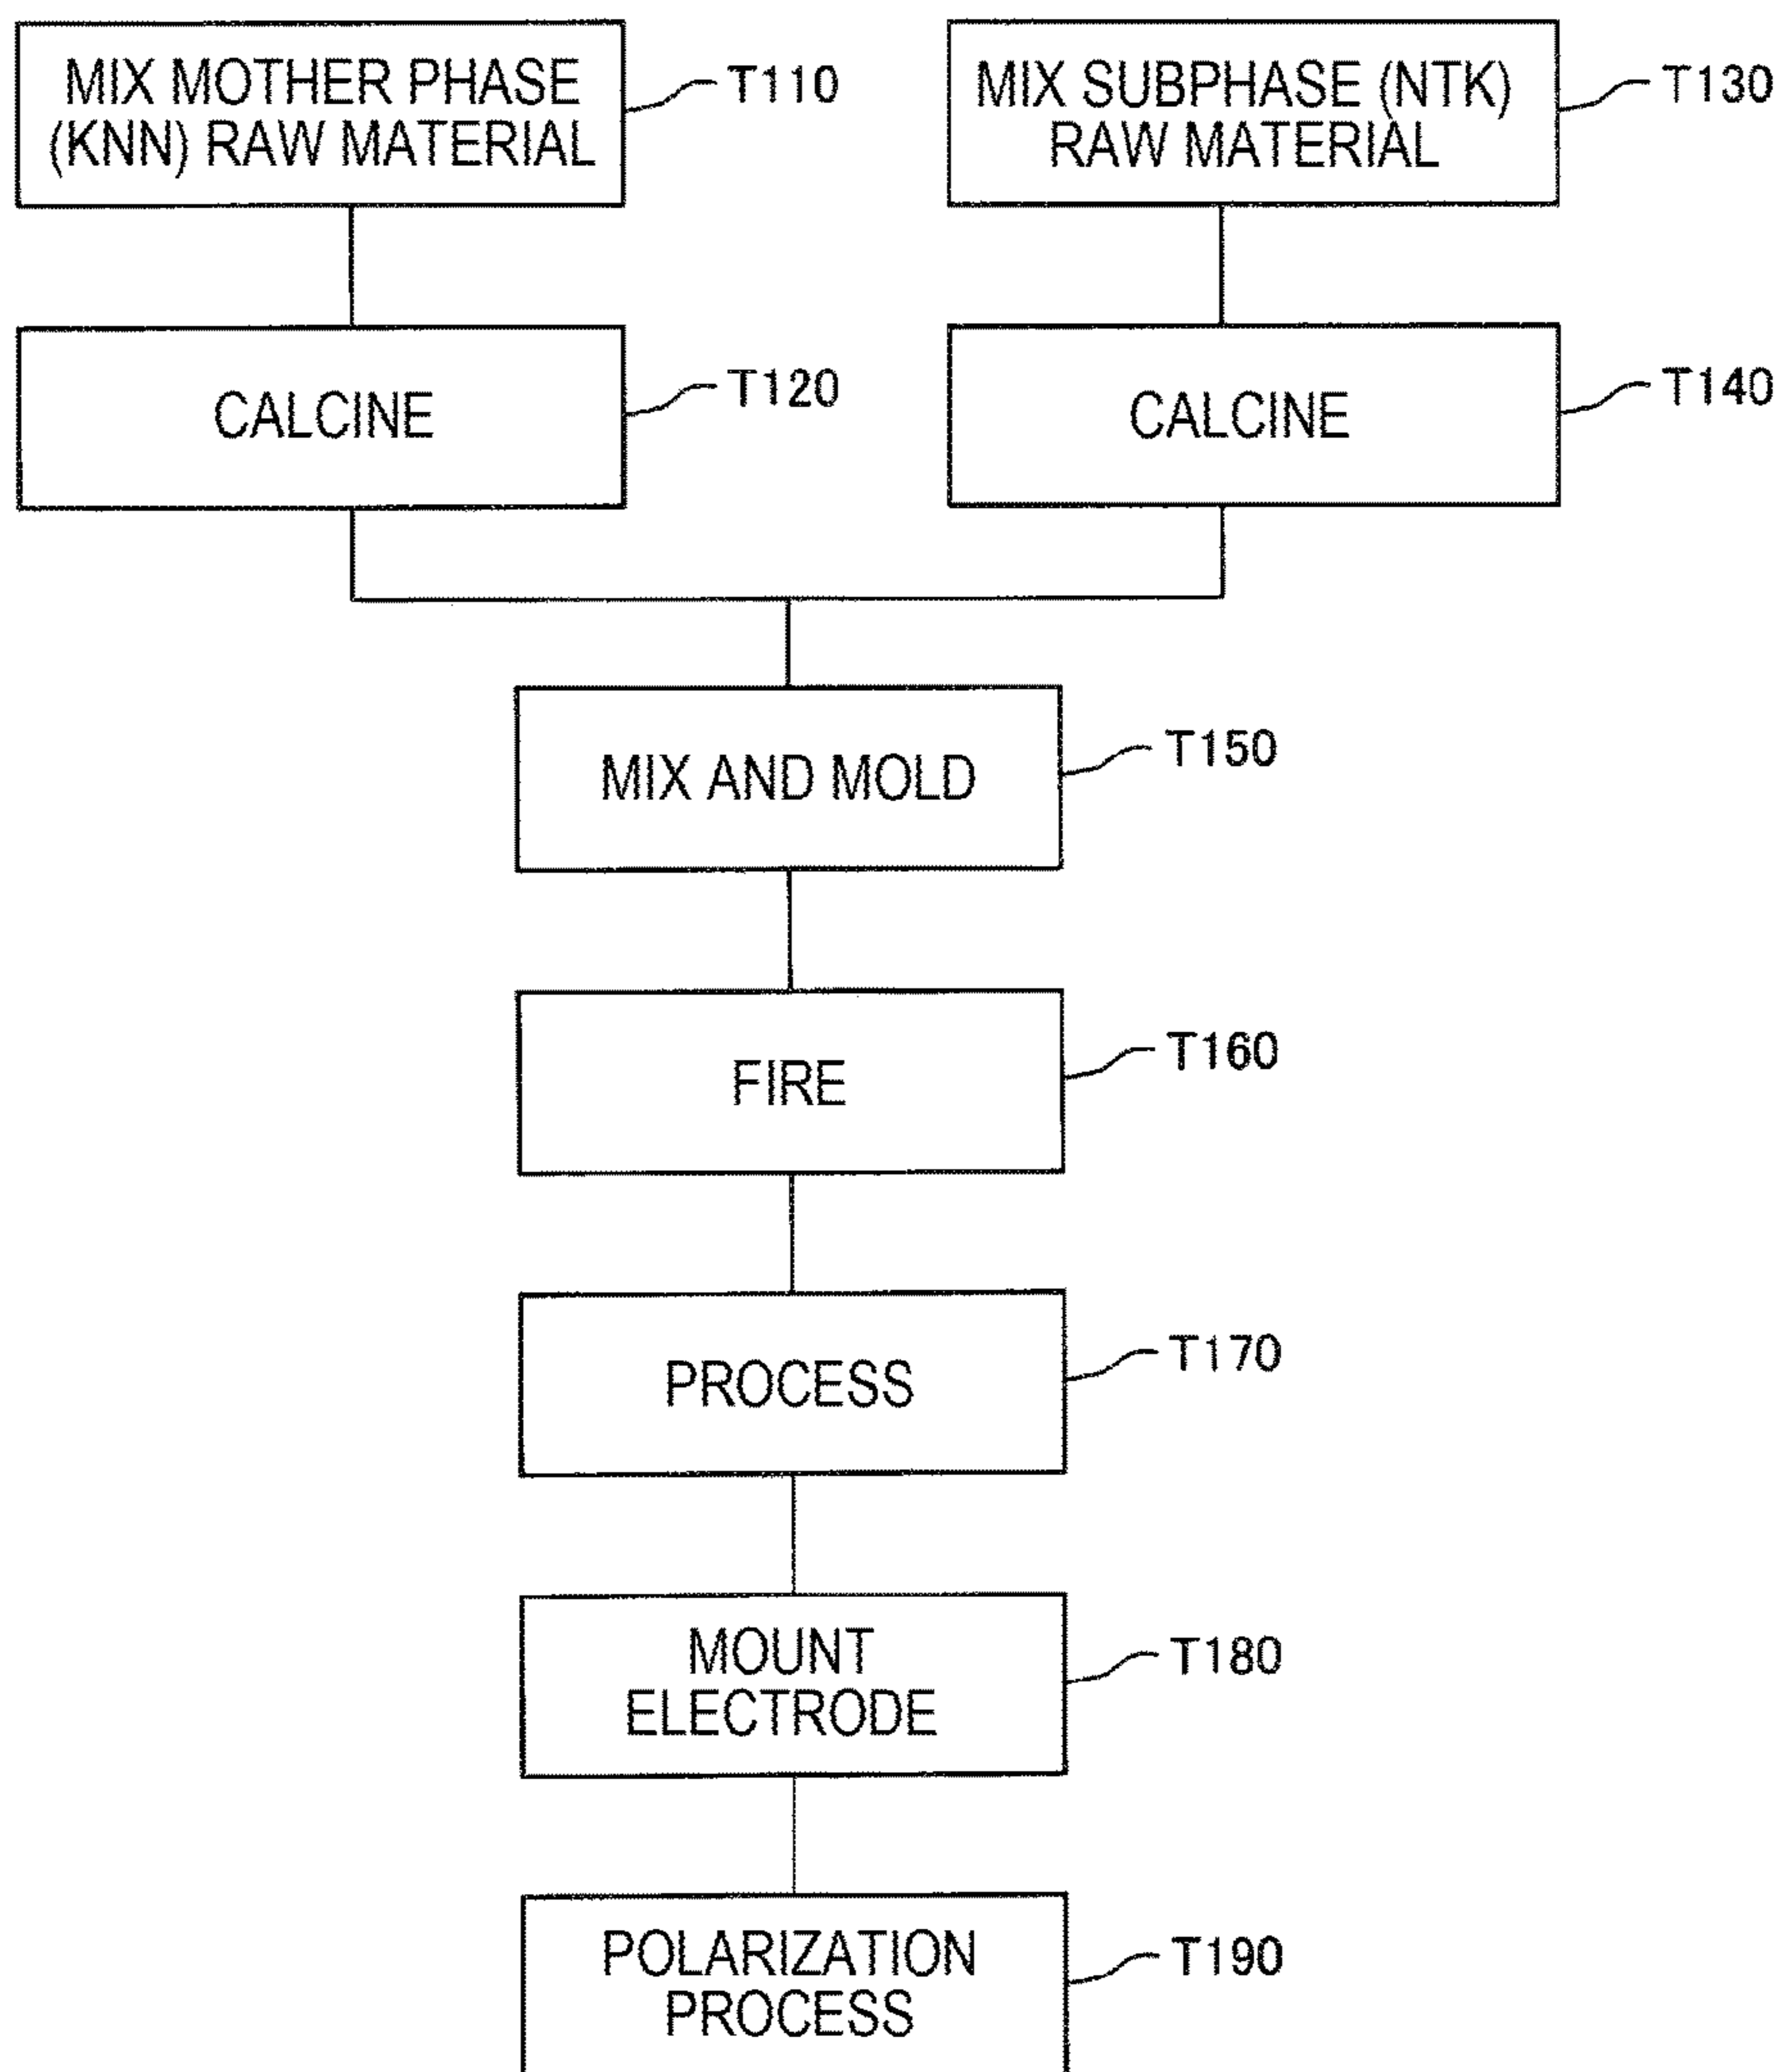 MIX MOTHER PHASE
(KNN) RAW MATERIAL
T110
MIX SUBPHASE (NTK)
RAW MATERIAL
T130
CALCINE
T120
CALCINE
T140
MIX AND MOLD
T150
FIRE
T160
PROCESS
T170
MOUNT
ELECTRODE
T180
POLARIZATION
PROCESS
T190